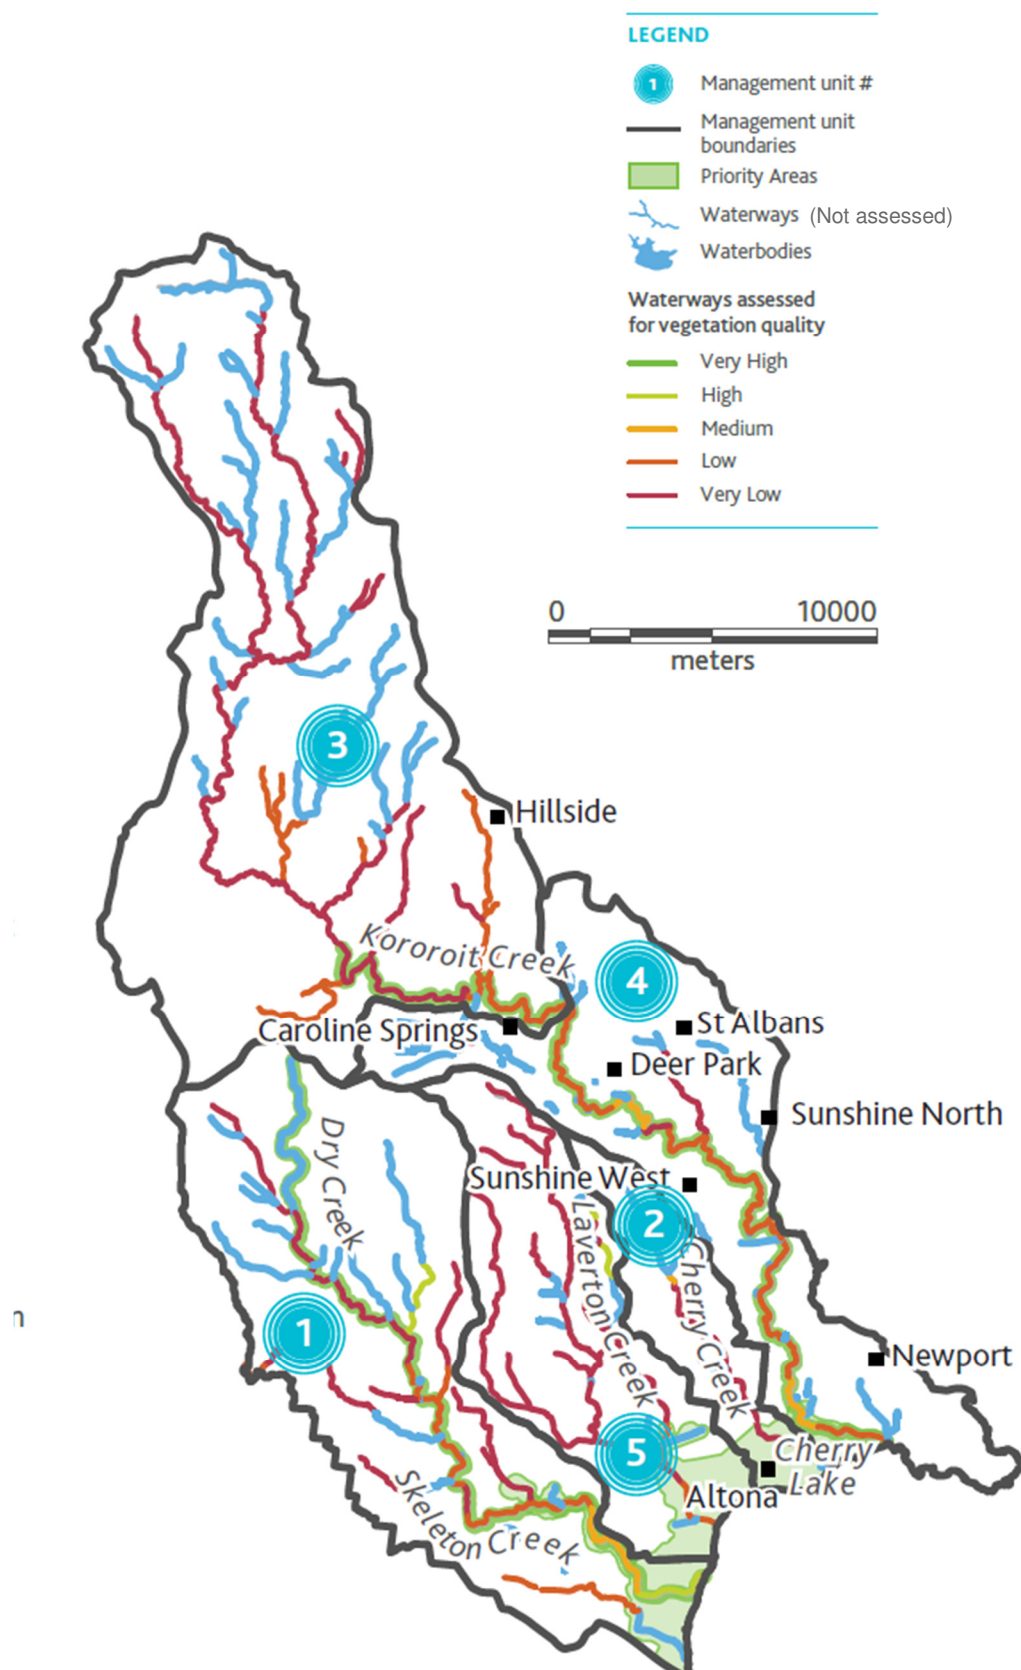 LEGEND
1 Management unit #
Management unit
boundaries
Priority Areas
Waterways (Not assessed)
Waterbodies
Waterways assessed
for vegetation quality
Very High
High
Medium
Low
Very Low
0 10000
meters
3
Hillside
Kororoit Creek
4
Caroline Springs
St Albans
Deer Park
Sunshine North
Dry Creek
Sunshine West
2
Laverton Creek
Cherry Creek
n
1
Newport
5
Cherry
Lake
Altona
Skeleton Creek